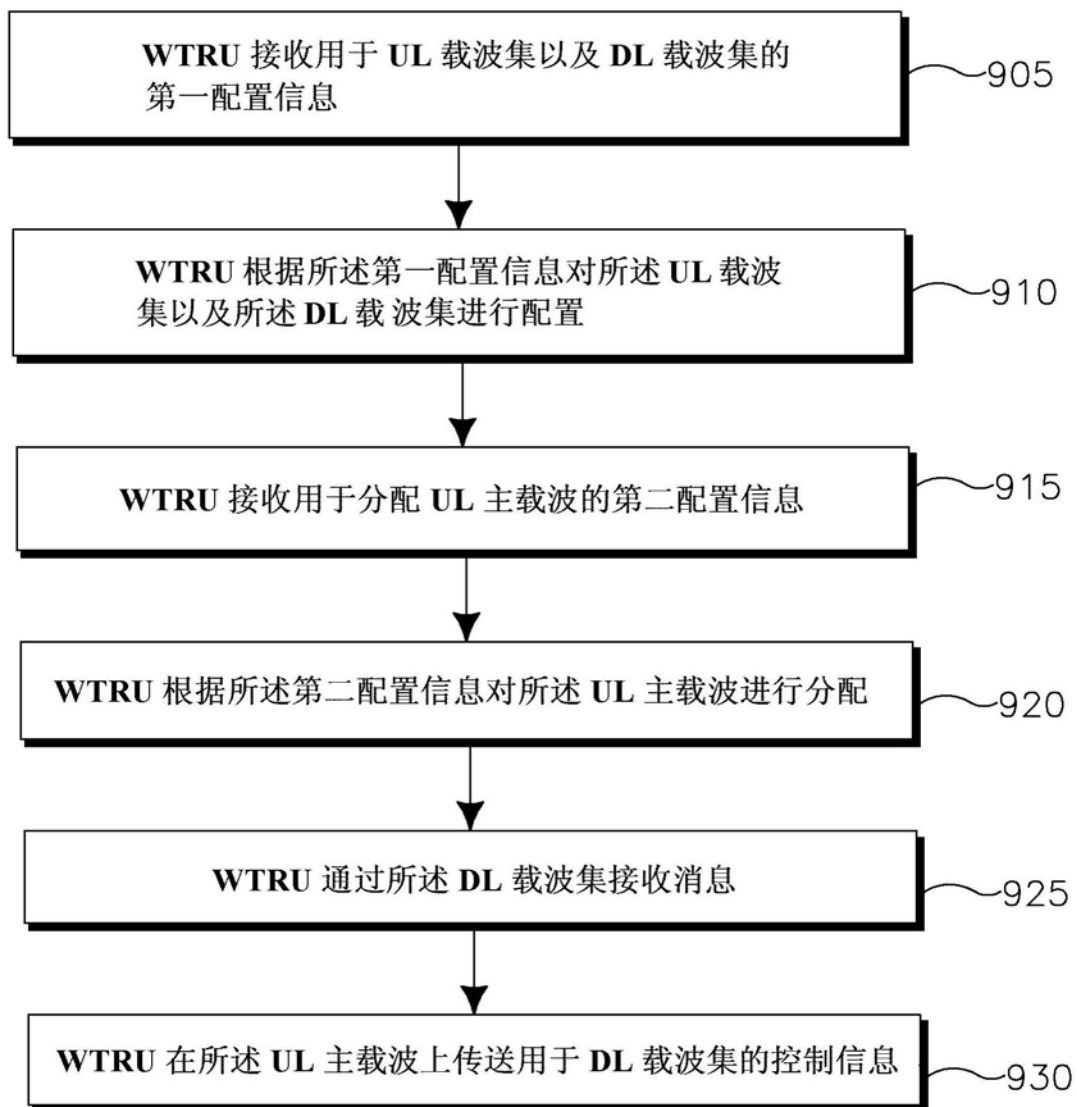 WTRU 接收用于 UL 载波集以及 DL 载波集的
第一配置信息
905
WTRU 根据所述第一配置信息对所述 UL 载波
集以及所述 DL 载 波集进行配置
910
WTRU 接收用于分配 UL 主载波的第二配置信息
915
WTRU 根据所述第二配置信息对所述 UL 主载波进行分配
920
WTRU 通过所述 DL 载波集接收消息
925
WTRU 在所述 UL 主载波上传送用于 DL 载波集的控制信息
930